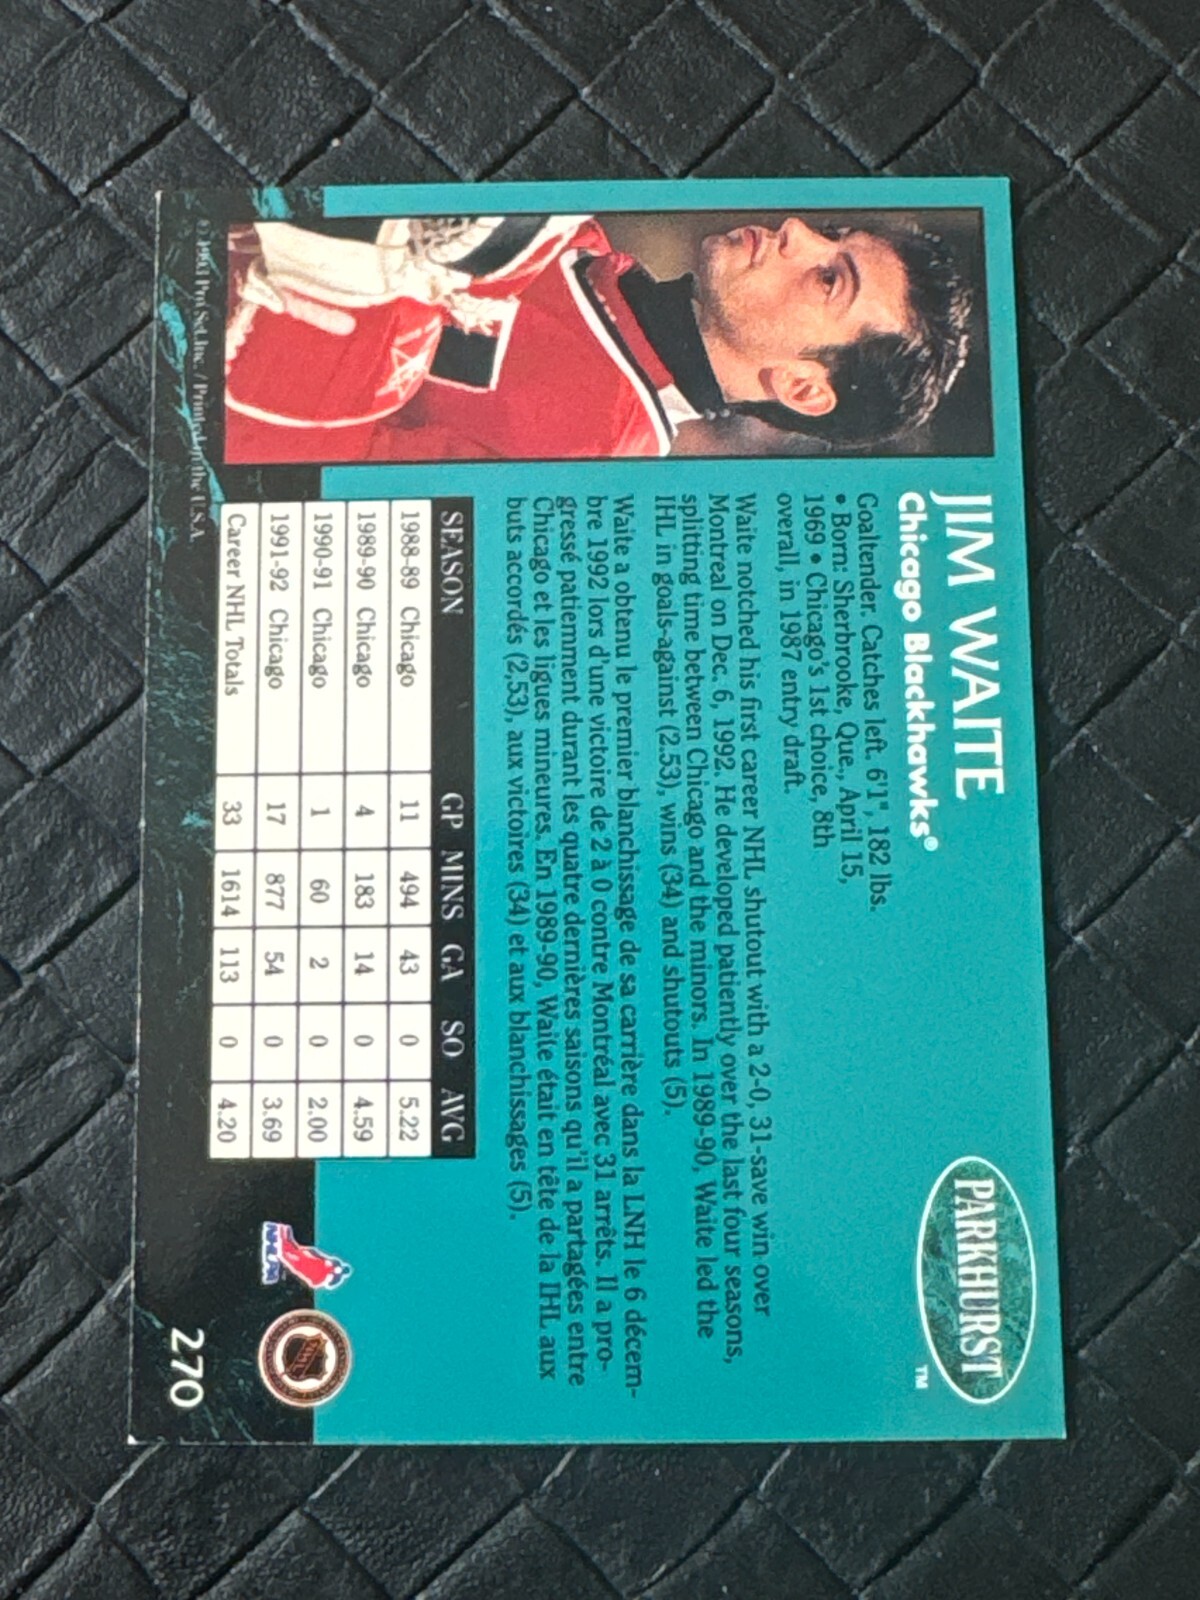 JIM WAITE
Chicago Blackhawks®
PARKHURST
TM
Goaltender. Catches left. 6'1", 182 lbs.
• Born: Sherbrooke, Que., April 15,
1969 • Chicago's 1st choice, 8th
overall, in 1987 entry draft.
Waite notched his first career NHL shutout with a 2-0, 31-save win over
Montreal on Dec. 6, 1992. He developed patiently over the last four seasons,
splitting time between Chicago and the minors. In 1989-90, Waite led the
IHL in goals-against (2.53), wins (34) and shutouts (5).
Waite a obtenu le premier blanchissage de sa carrière dans la LNH le 6 décem-
bre 1992 lors d'une victoire de 2 à 0 contre Montréal avec 31 arrêts. Il a pro-
gressé patiemment durant les quatre dernières saisons qu'il a partagées entre
Chicago et les ligues mineures. En 1989-90, Waite était en tête de la IHL aux
buts accordés (2,53), aux victoires (34) et aux blanchissages (5).
SEASON GP MINS GA SO AVG
1988-89 Chicago 11 494 43 0 5.22
1989-90 Chicago 4 183 14 0 4.59
1990-91 Chicago 1 60 2 0 2.00
1991-92 Chicago 17 877 54 0 3.69
Career NHL Totals 33 1614 113 0 4.20
NHLPA
NHL
© 1993 Pro Set, Inc. / Printed in the U.S.A.
270